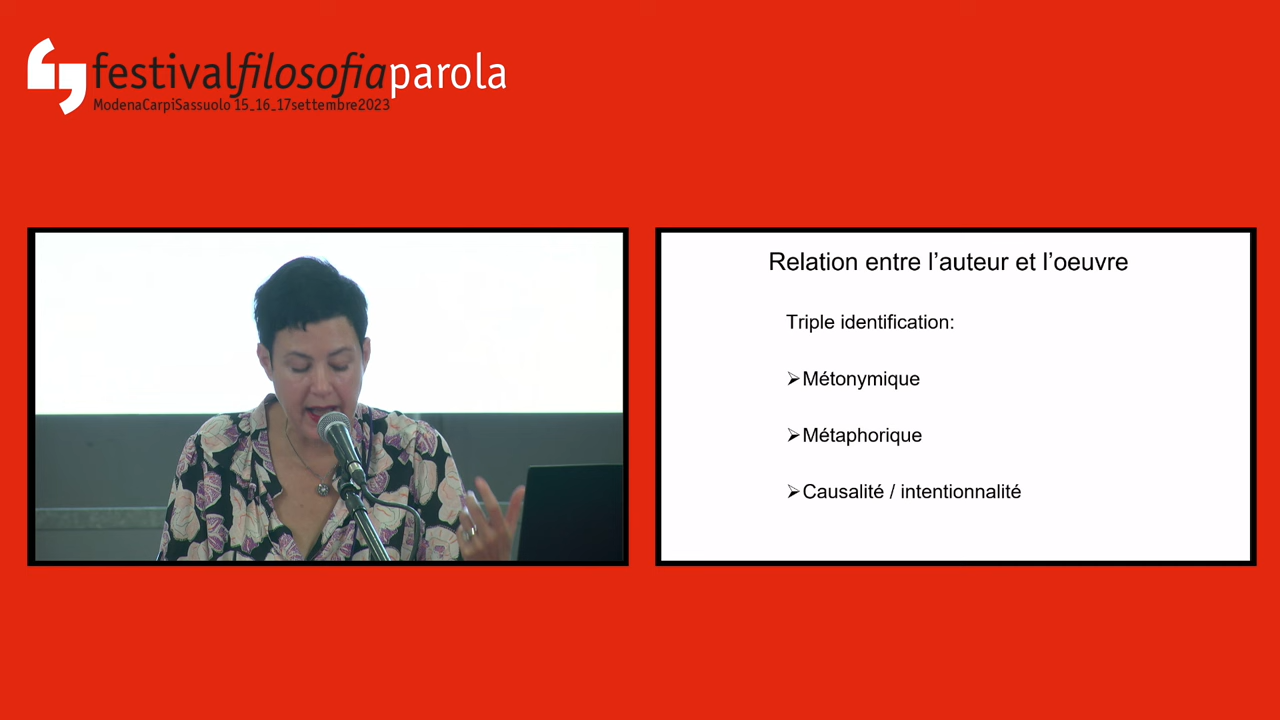 festivalfilosofiaparola
ModenaCarpiSassuolo 15_16_17settembre2023
Relation entre l'auteur et l'oeuvre
Triple identification:
➢Métonymique
➢Métaphorique
➢Causalité / intentionnalité